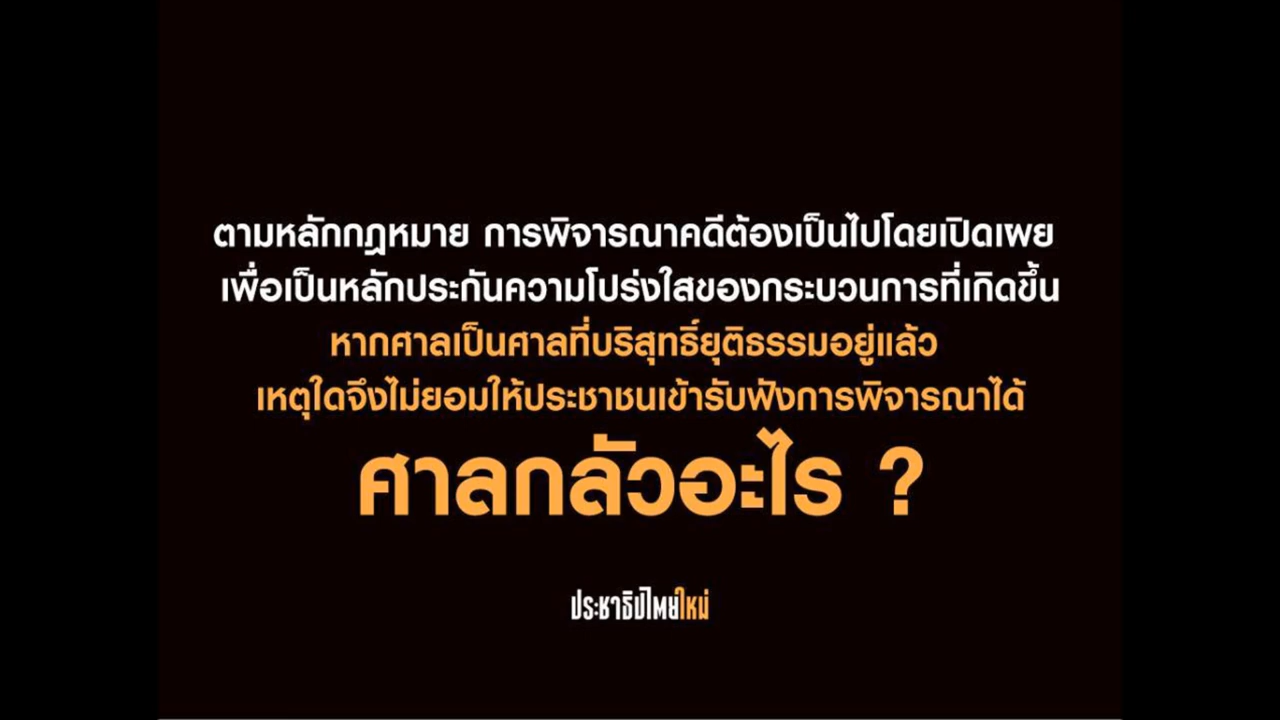 ตามหลักกฎหมาย การพิจารณาคดีต้องเป็นไปโดยเปิดเผย
เพื่อเป็นหลักประกันความโปร่งใสของกระบวนการที่เกิดขึ้น
หากศาลเป็นศาลที่บริสุทธิ์ยุติธรรมอยู่แล้ว
เหตุใดจึงไม่ยอมให้ประชาชนเข้ารับฟังการพิจารณาได้
ศาลกลัวอะไร ?
ประชาธิปไตยใหม่